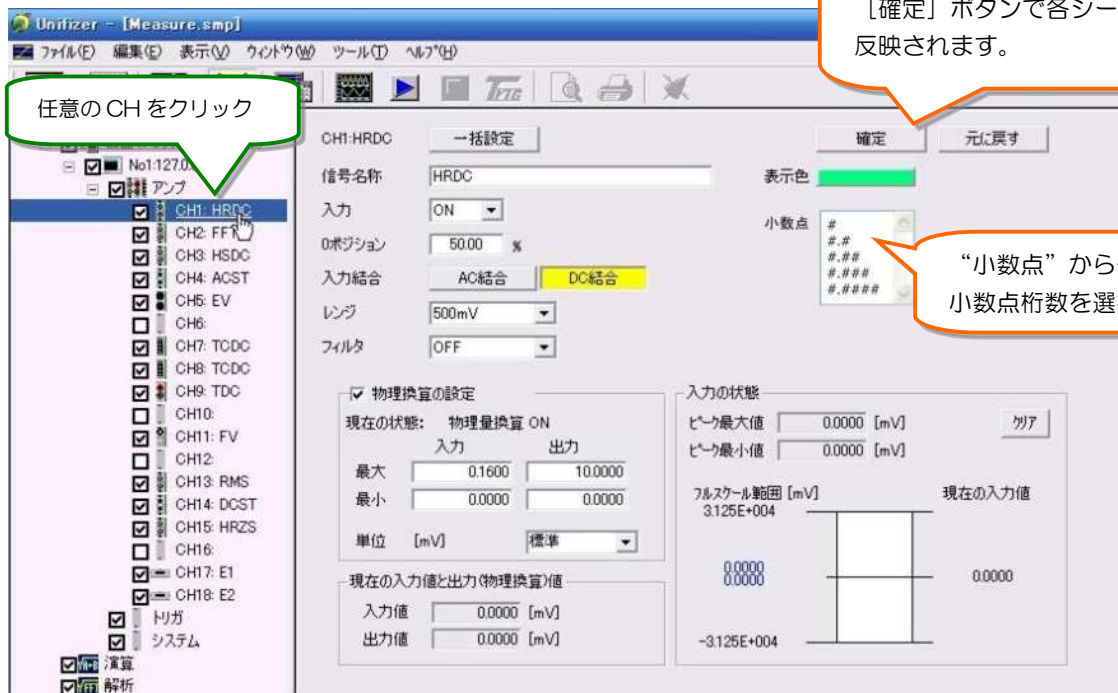 Unifizer - [Measure.smp]
ファイル(F) 編集(E) 表示(V) ウィンドウ(W) ツール(T) ヘルプ(H)
[確定] ボタンで各シー
反映されます。
任意の CH をクリック
No1:127.0
アンプ
CH1: HRDC
CH2: FFT
CH3: HSDC
CH4: ACST
CH5: EV
CH6:
CH7: TCDC
CH8: TCDC
CH9: TDC
CH10:
CH11: FV
CH12:
CH13: RMS
CH14: DCST
CH15: HRZS
CH16:
CH17: E1
CH18: E2
トリガ
システム
演算
解析
CH1:HRDC 一括設定 確定 元に戻す
信号名称 HRDC 表示色
入力 ON
小数点
#
#.#
#.##
#.###
#.####
0ポジション 50.00 %
入力結合 AC結合 DC結合
レンジ 500mV
フィルタ OFF
“小数点”から
小数点桁数を選
物理換算の設定
現在の状態: 物理量換算 ON
入力 出力
最大 0.1600 10.0000
最小 0.0000 0.0000
単位 [mV] 標準
現在の入力値と出力(物理換算)値
入力値 0.0000 [mV]
出力値 0.0000 [mV]
入力の状態
ピーク最大値 0.0000 [mV] クリア
ピーク最小値 0.0000 [mV]
フルスケール範囲 [mV] 現在の入力値
3.125E+004
0.0000
0.0000
0.0000
-3.125E+004